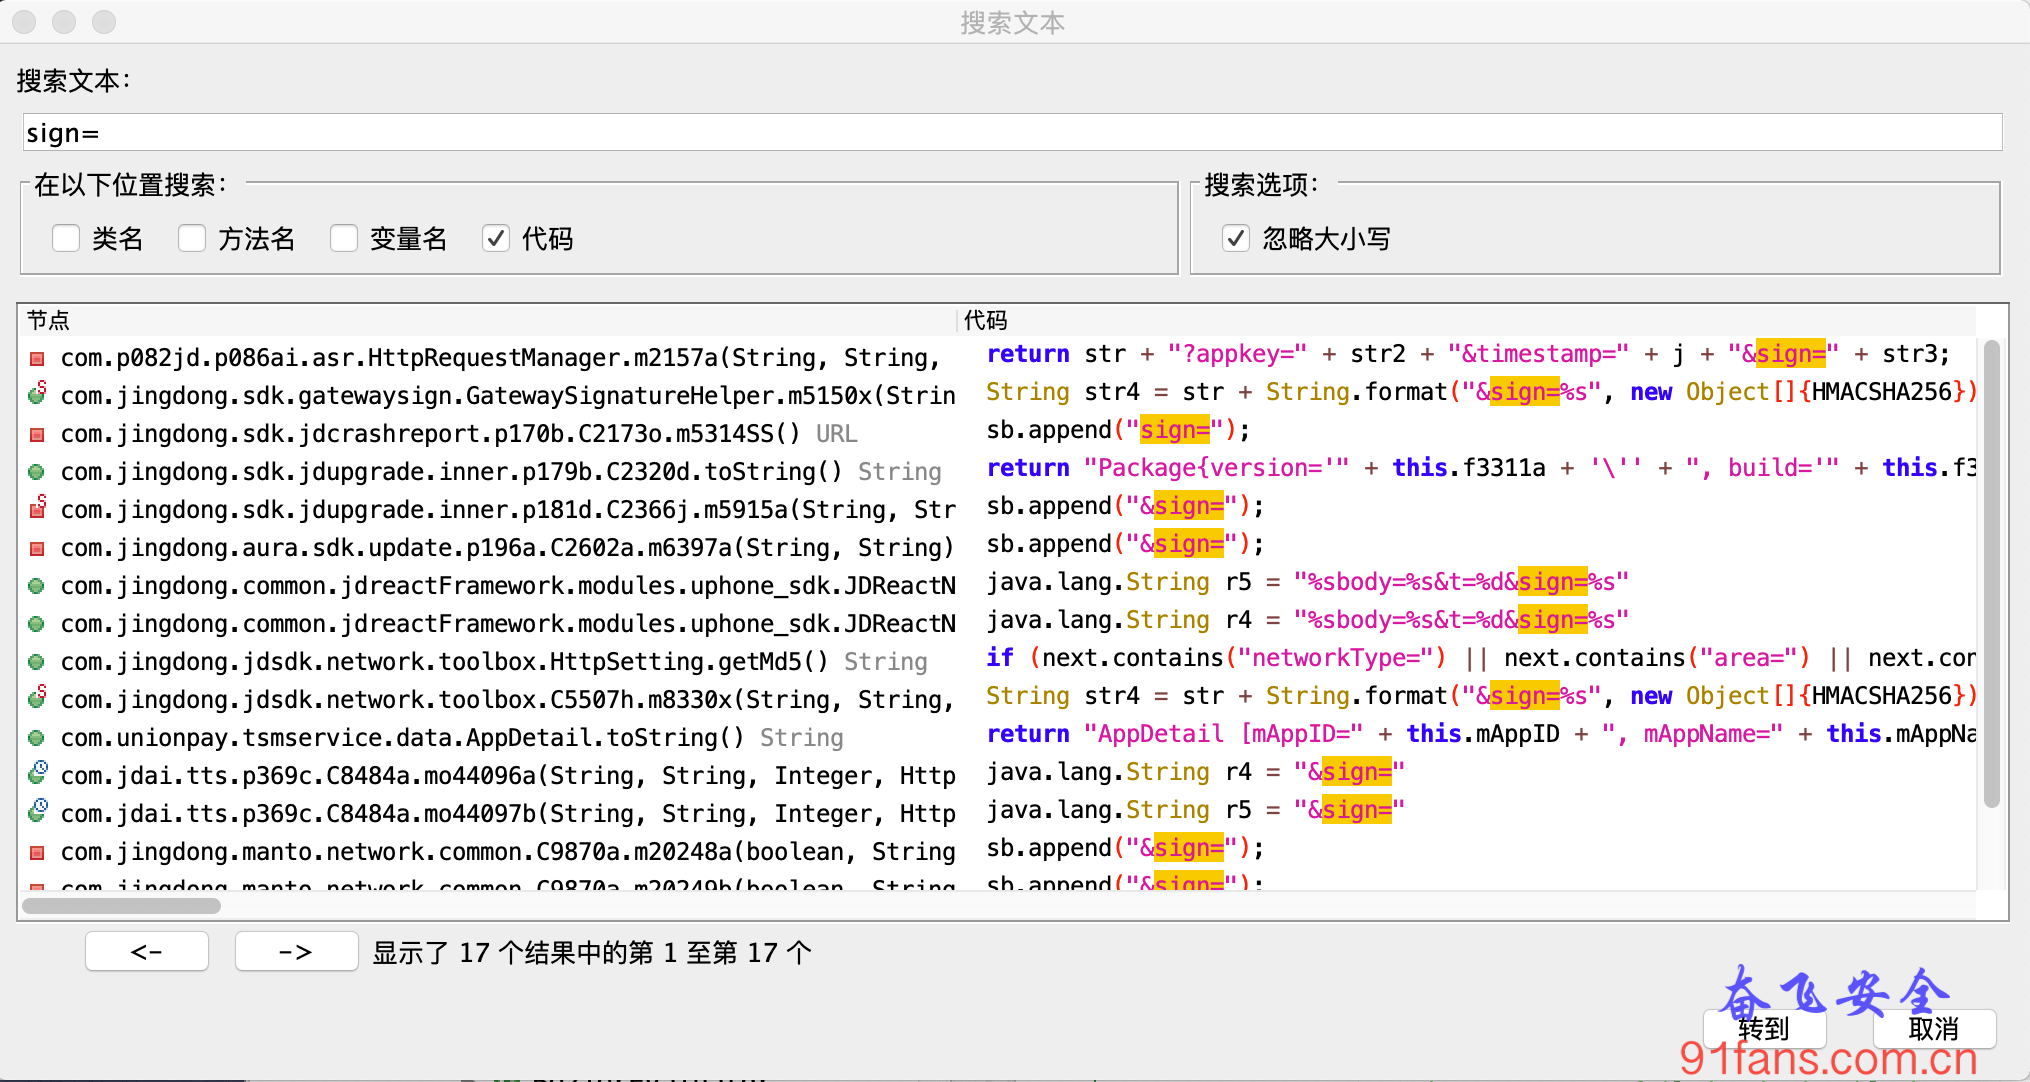 搜索文本
搜索文本：
sign=
在以下位置搜索：
搜索选项：
类名 方法名 变量名 代码
忽略大小写
节点 代码
com.p082jd.p086ai.asr.HttpRequestManager.m2157a(String, String, return str + "?appkey=" + str2 + "&timestamp=" + j + "&sign=" + str3;
com.jingdong.sdk.gatewaysign.GatewaySignatureHelper.m5150x(Strin String str4 = str + String.format("&sign=%s", new Object[]{HMACSHA256})
com.jingdong.sdk.jdcrashreport.p170b.C2173o.m5314SS() URL sb.append("sign=");
com.jingdong.sdk.jdupgrade.inner.p179b.C2320d.toString() String return "Package{version='" + this.f3311a + '\'' + ", build='" + this.f3
com.jingdong.sdk.jdupgrade.inner.p181d.C2366j.m5915a(String, Str sb.append("&sign=");
com.jingdong.aura.sdk.update.p196a.C2602a.m6397a(String, String) sb.append("&sign=");
com.jingdong.common.jdreactFramework.modules.uphone_sdk.JDReactN java.lang.String r5 = "%sbody=%s&t=%d&sign=%s"
com.jingdong.common.jdreactFramework.modules.uphone_sdk.JDReactN java.lang.String r4 = "%sbody=%s&t=%d&sign=%s"
com.jingdong.jdsdk.network.toolbox.HttpSetting.getMd5() String if (next.contains("networkType=") || next.contains("area=") || next.con
com.jingdong.jdsdk.network.toolbox.C5507h.m8330x(String, String, String str4 = str + String.format("&sign=%s", new Object[]{HMACSHA256})
com.unionpay.tsmservice.data.AppDetail.toString() String return "AppDetail [mAppID=" + this.mAppID + ", mAppName=" + this.mAppNa
com.jdai.tts.p369c.C8484a.mo44096a(String, String, Integer, Http java.lang.String r4 = "&sign="
com.jdai.tts.p369c.C8484a.mo44097b(String, String, Integer, Http java.lang.String r5 = "&sign="
com.jingdong.manto.network.common.C9870a.m20248a(boolean, String sb.append("&sign=");
com.jingdong.manto.network.common.C9870a.m20249b(boolean, String sb.append("&sign=");
<- -> 显示了 17 个结果中的第 1 至第 17 个
奋飞安全
转到 取消
91fans.com.cn